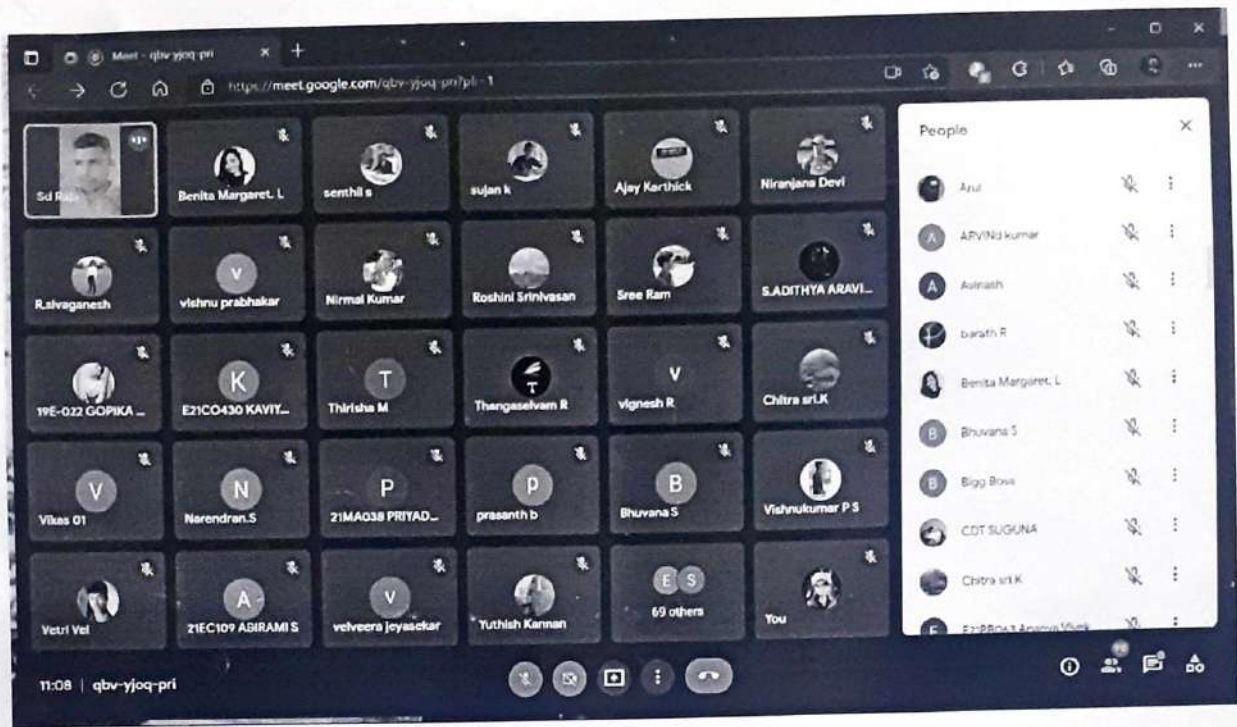 Meet - qbv-yjoq-pri
https://meet.google.com/qbv-yjoq-pri?pli=1
People
Sd
Benita Margaret. L
senthil s
sujan k
Ajay Karthick
Niranjana Devi
R.sivaganesh
vishnu prabhakar
Nirmal Kumar
Roshini Srinivasan
Sree Ram
S.ADITHYA ARAVI...
19E-022 GOPIKA ...
K
E21CO430 KAVIY...
T
Thirisha M
T
Thangaselvam R
v
vignesh R
Chitra sri.K
V
Vikas 01
N
Narendran.S
P
21MA038 PRIYAD...
p
prasanth b
B
Bhuvana S
Vishnukumar P S
Vetri Vel
A
21EC109 ABIRAMI S
v
velveera jeyasekar
Yuthish Kannan
E S
69 others
You
v
Arul
A ARVINd kumar
A Avinash
barath R
Benita Margaret. L
B Bhuvana S
B Bigg Boss
CDT SUGUNA
Chitra sri.K
11:08 | qbv-yjoq-pri